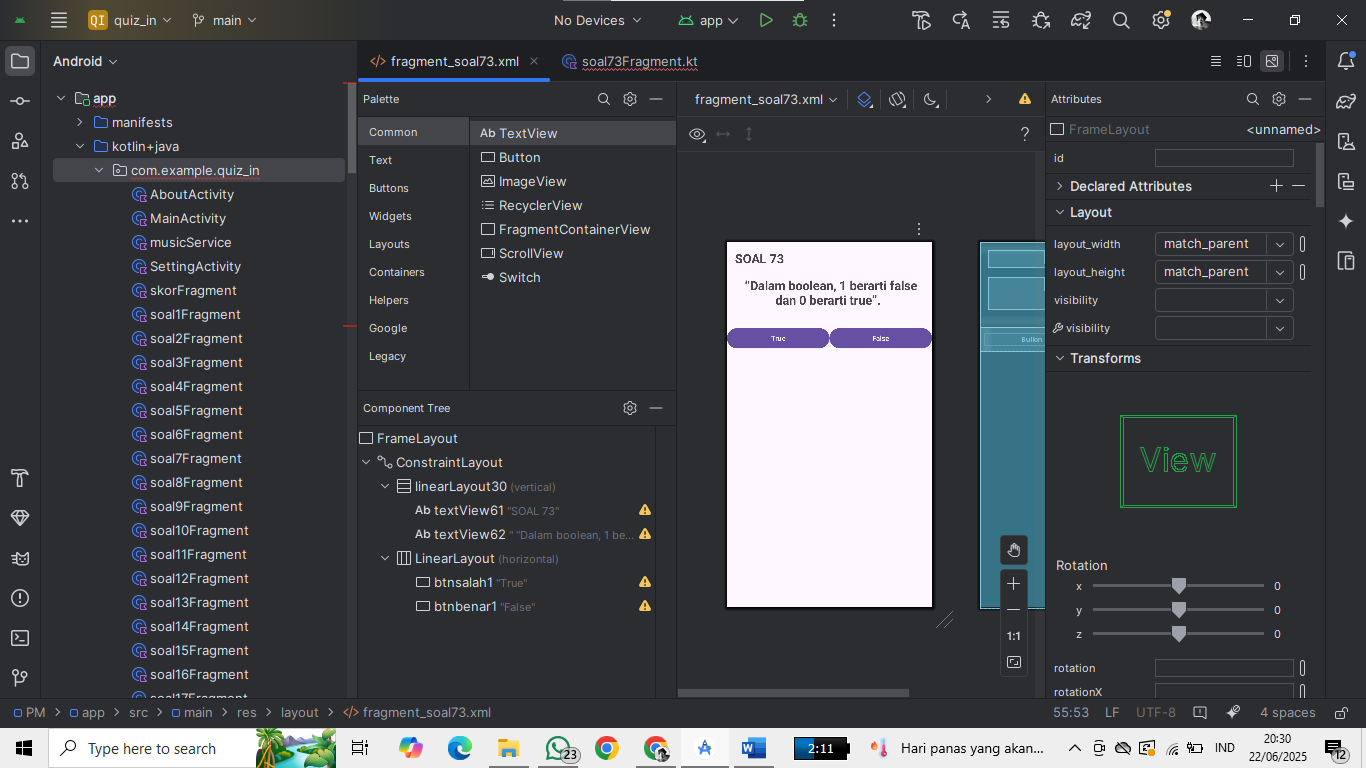 QI quiz_in main No Devices app
Android
app
manifests
kotlin+java
com.example.quiz_in
AboutActivity
MainActivity
musicService
SettingActivity
skorFragment
soal1Fragment
soal2Fragment
soal3Fragment
soal4Fragment
soal5Fragment
soal6Fragment
soal7Fragment
soal8Fragment
soal9Fragment
soal10Fragment
soal11Fragment
soal12Fragment
soal13Fragment
soal14Fragment
soal15Fragment
soal16Fragment
soal17Fragment
fragment_soal73.xml soal73Fragment.kt
Palette
Common
Text
Buttons
Widgets
Layouts
Containers
Helpers
Google
Legacy
Ab TextView
Button
ImageView
RecyclerView
FragmentContainerView
ScrollView
Switch
Component Tree
FrameLayout
ConstraintLayout
linearLayout30 (vertical)
Ab textView61 "SOAL 73"
Ab textView62 " "Dalam boolean, 1 be...
LinearLayout (horizontal)
btnsalah1 "True"
btnbenar1 "False"
fragment_soal73.xml
?
SOAL 73
“Dalam boolean, 1 berarti false
dan 0 berarti true”.
True False
Button
1:1
Attributes
FrameLayout <unnamed>
id
Declared Attributes
Layout
layout_width match_parent
layout_height match_parent
visibility
visibility
Transforms
View
Rotation
x 0
y 0
z 0
rotation
rotationX
PM > app > src > main > res > layout > fragment_soal73.xml
55:53 LF UTF-8 4 spaces
Type here to search
23
2:11
Hari panas yang akan...
IND
20:30
22/06/2025
12